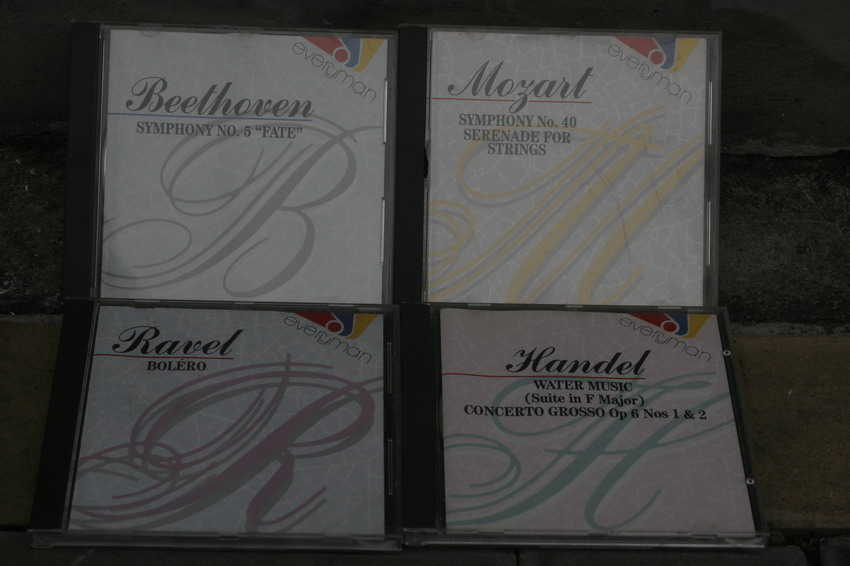 everyman
Beethoven
SYMPHONY NO. 5 "FATE"
B
everyman
Mozart
SYMPHONY No. 40
SERENADE FOR
STRINGS
M
everyman
Ravel
BOLÉRO
R
everyman
Handel
WATER MUSIC
(Suite in F Major)
CONCERTO GROSSO Op 6 Nos 1 & 2
H